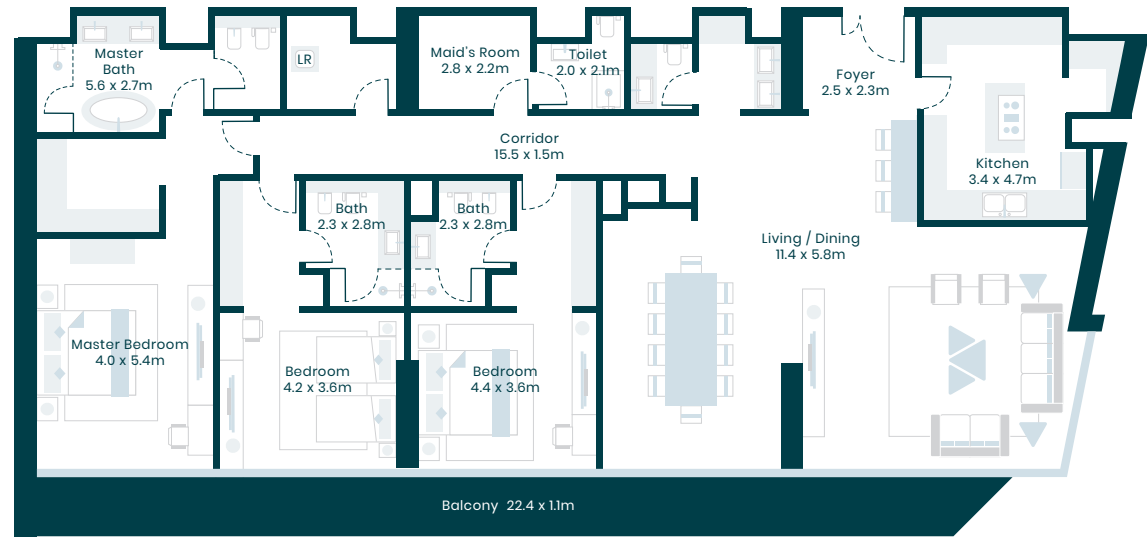 Master
Bath
5.6 x 2.7m
LR
Maid's Room
2.8 x 2.2m
Toilet
2.0 x 2.1m
Foyer
2.5 x 2.3m
Corridor
15.5 x 1.5m
Kitchen
3.4 x 4.7m
Bath
2.3 x 2.8m
Bath
2.3 x 2.8m
Living / Dining
11.4 x 5.8m
Master Bedroom
4.0 x 5.4m
Bedroom
4.2 x 3.6m
Bedroom
4.4 x 3.6m
Balcony 22.4 x 1.1m